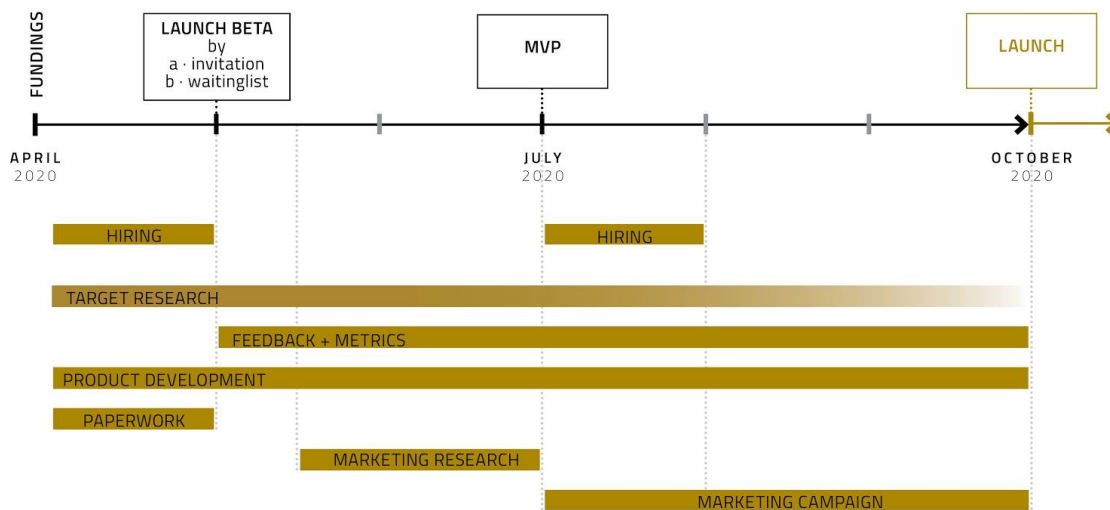 FUNDINGS
LAUNCH BETA
by
a · invitation
b · waitinglist
MVP
LAUNCH
APRIL
2020
JULY
2020
OCTOBER
2020
HIRING
HIRING
TARGET RESEARCH
FEEDBACK + METRICS
PRODUCT DEVELOPMENT
PAPERWORK
MARKETING RESEARCH
MARKETING CAMPAIGN